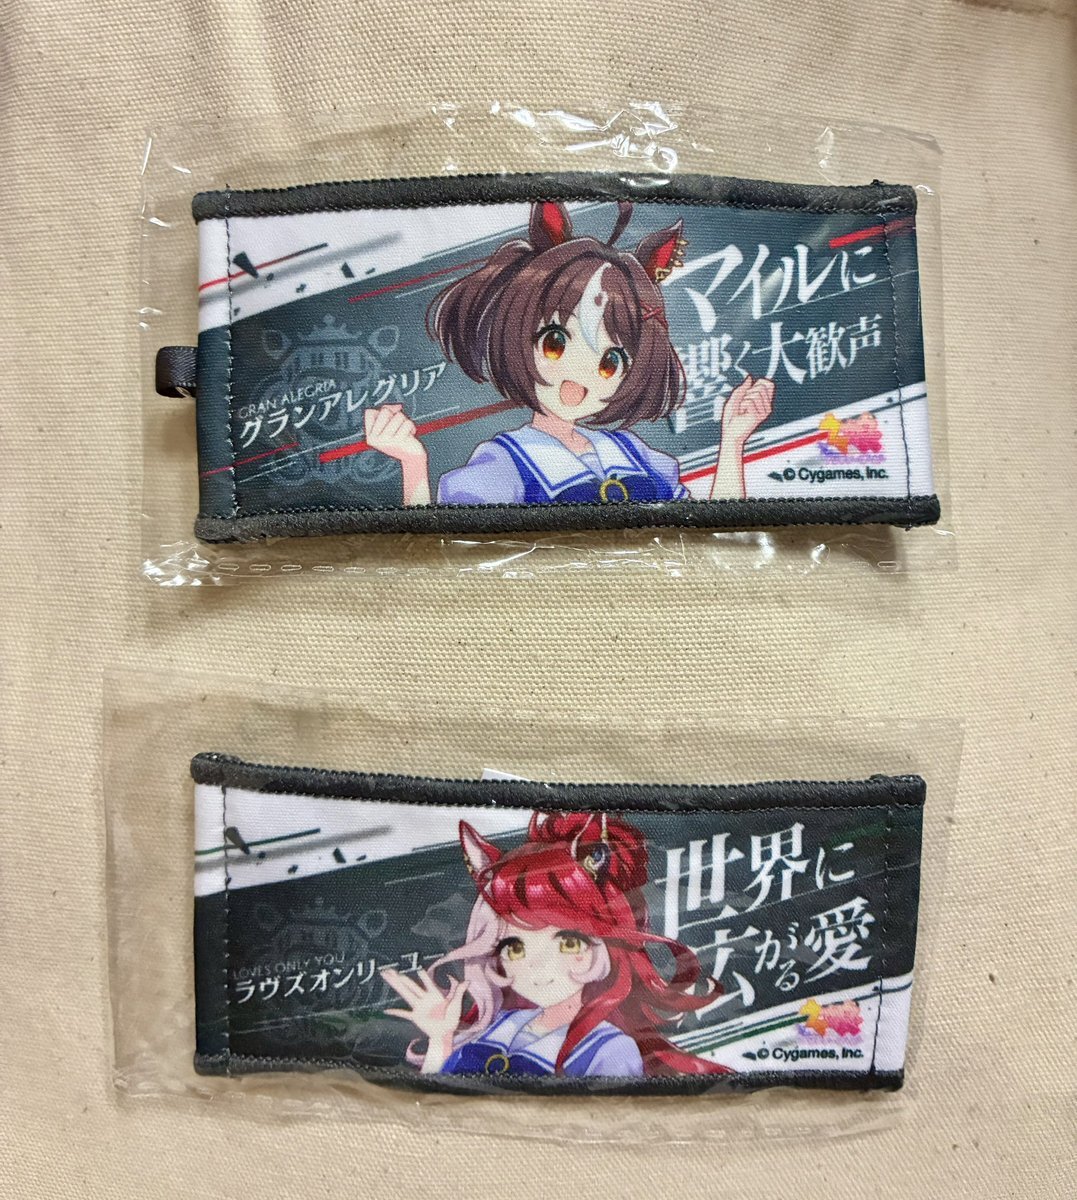 マイルに
響く大歓声
GRAN ALEGRIA
グランアレグリア
© Cygames, Inc.
世界に
広がる愛
LOVES ONLY YOU
ラヴズオンリーユー
© Cygames, Inc.